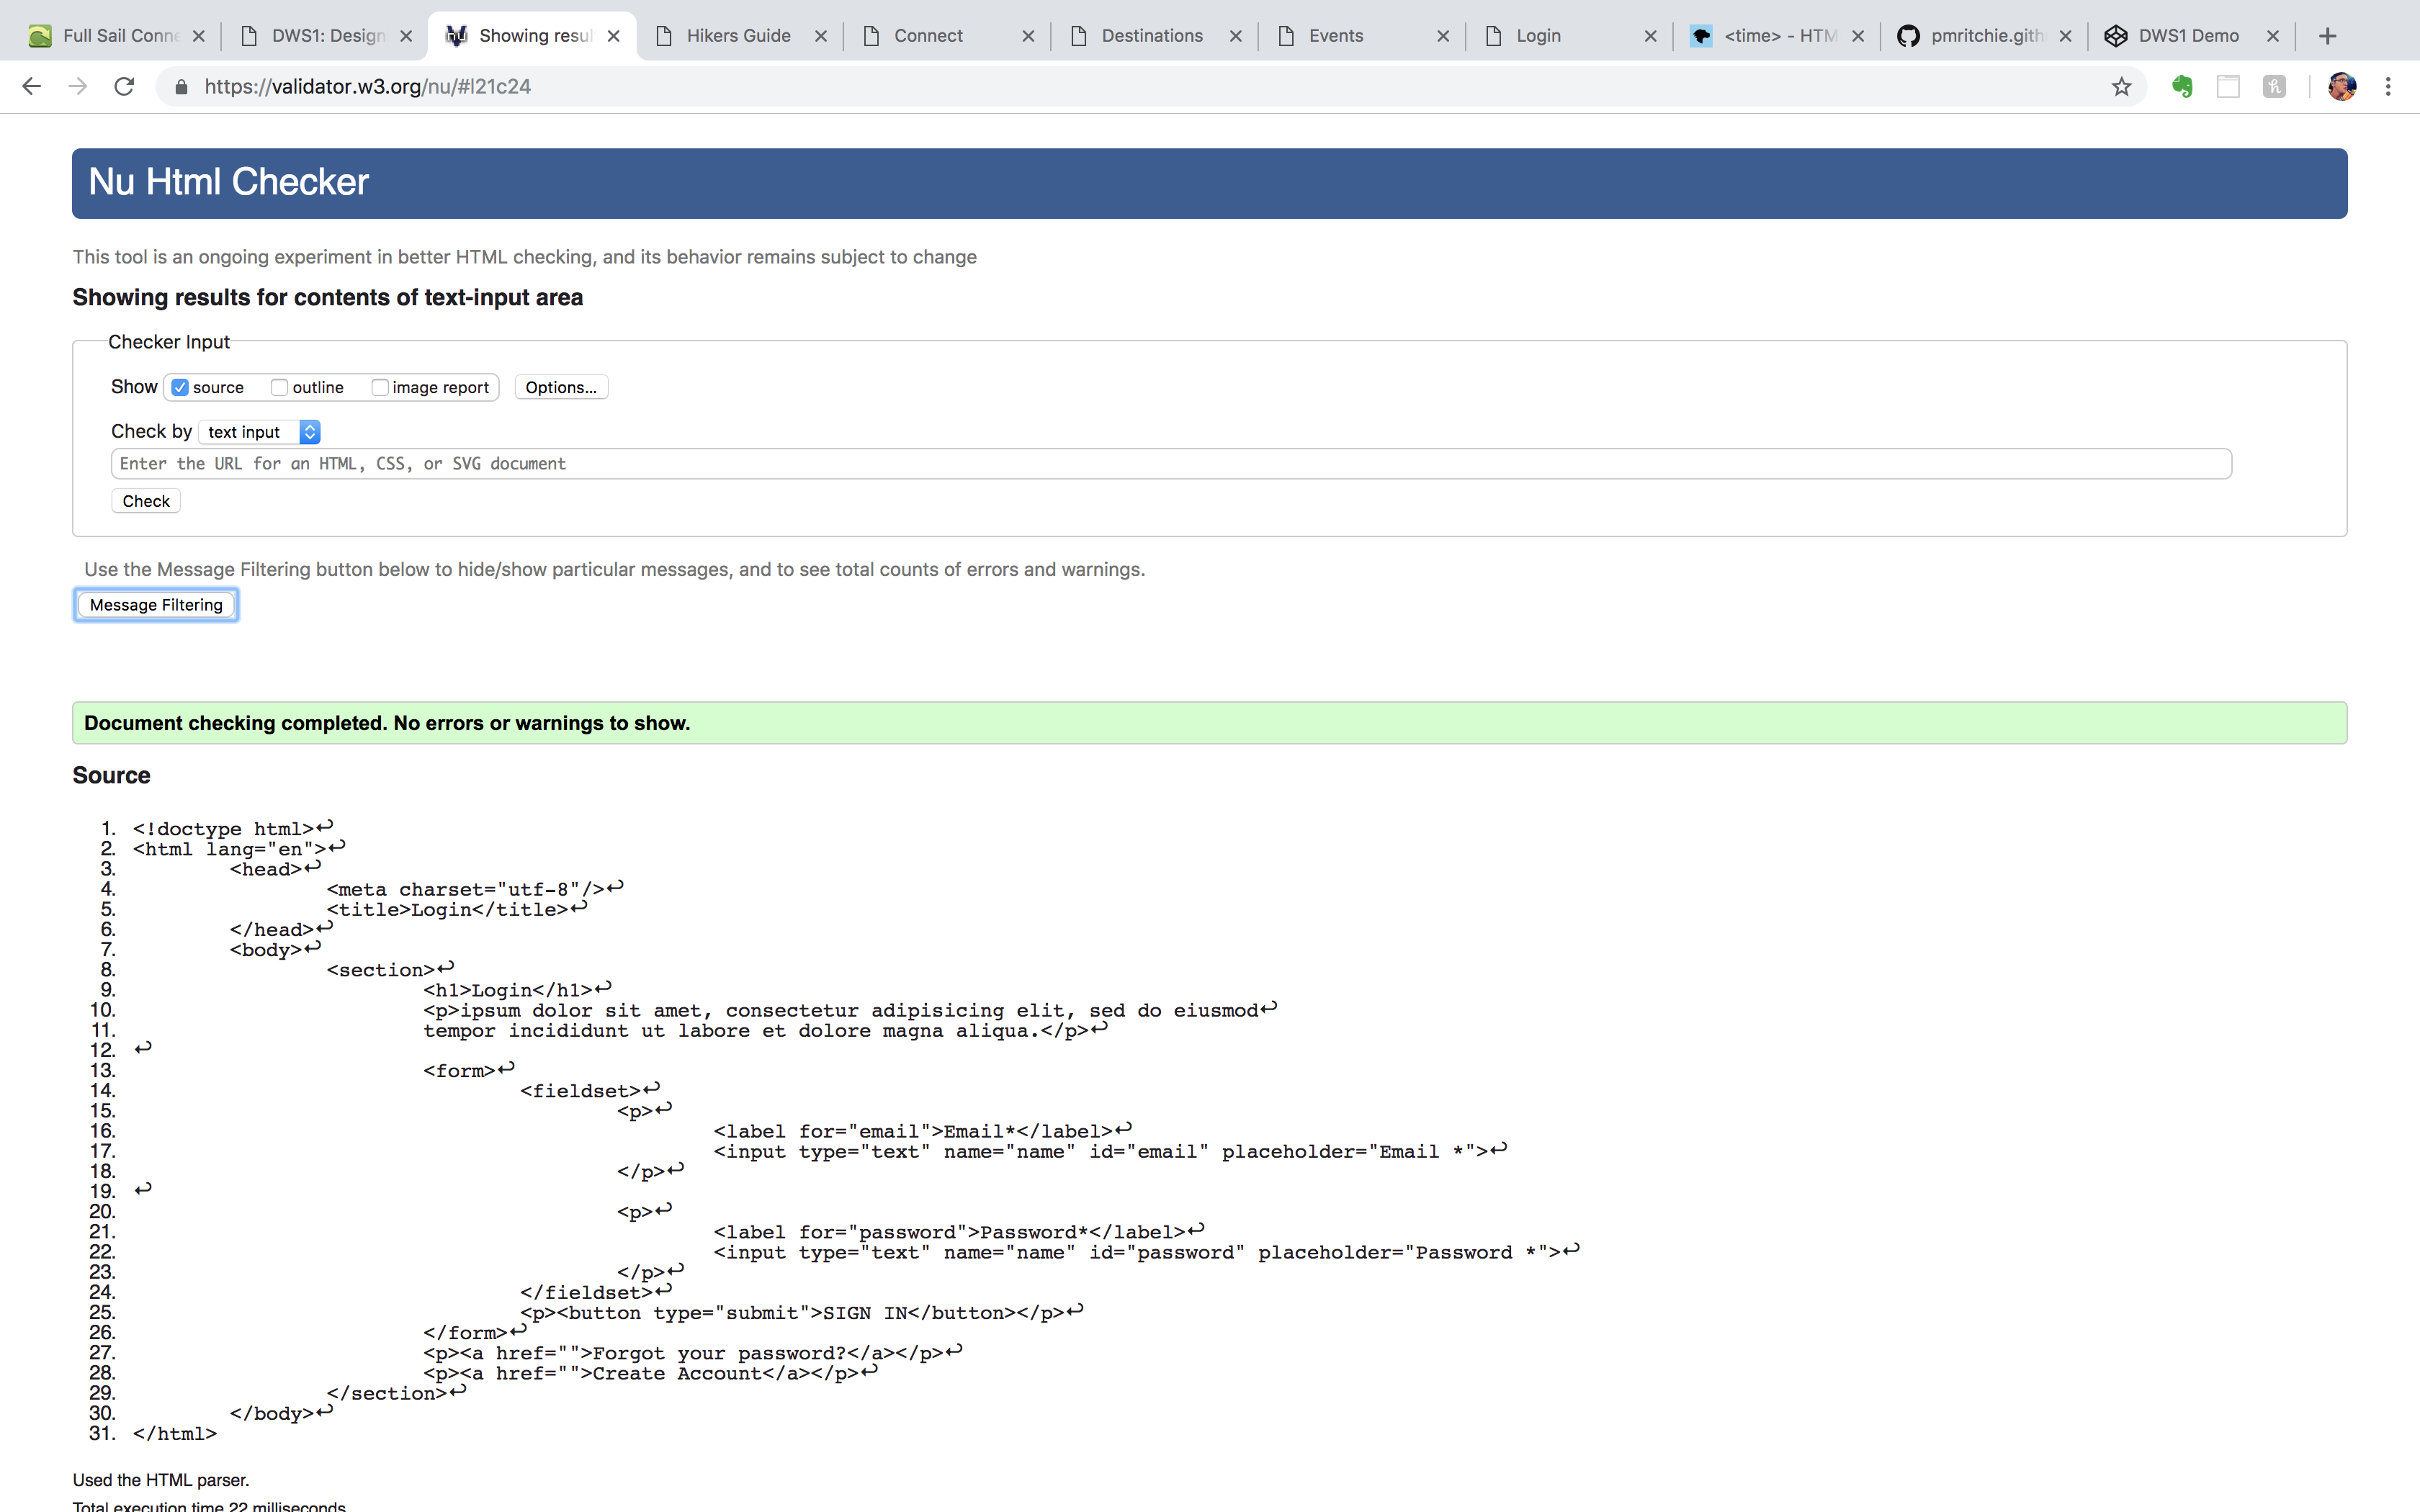 Full Sail Conne
DWS1: Design
Showing resul
Hikers Guide
Connect
Destinations
Events
Login
<time> - HTM
pmritchie.gith
DWS1 Demo
https://validator.w3.org/nu/#l21c24
Nu Html Checker
This tool is an ongoing experiment in better HTML checking, and its behavior remains subject to change
Showing results for contents of text-input area
Checker Input
Show source outline image report Options...
Check by text input
Enter the URL for an HTML, CSS, or SVG document
Check
Use the Message Filtering button below to hide/show particular messages, and to see total counts of errors and warnings.
Message Filtering
Document checking completed. No errors or warnings to show.
Source
1. <!doctype html>↩
2. <html lang="en">↩
3. <head>↩
4. <meta charset="utf-8"/>↩
5. <title>Login</title>↩
6. </head>↩
7. <body>↩
8. <section>↩
9. <h1>Login</h1>↩
10. <p>ipsum dolor sit amet, consectetur adipisicing elit, sed do eiusmod↩
11. tempor incididunt ut labore et dolore magna aliqua.</p>↩
12. ↩
13. <form>↩
14. <fieldset>↩
15. <p>↩
16. <label for="email">Email*</label>↩
17. <input type="text" name="name" id="email" placeholder="Email *">↩
18. </p>↩
19. ↩
20. <p>↩
21. <label for="password">Password*</label>↩
22. <input type="text" name="name" id="password" placeholder="Password *">↩
23. </p>↩
24. </fieldset>↩
25. <p><button type="submit">SIGN IN</button></p>↩
26. </form>↩
27. <p><a href="">Forgot your password?</a></p>↩
28. <p><a href="">Create Account</a></p>↩
29. </section>↩
30. </body>↩
31. </html>
Used the HTML parser.
Total execution time 22 milliseconds.